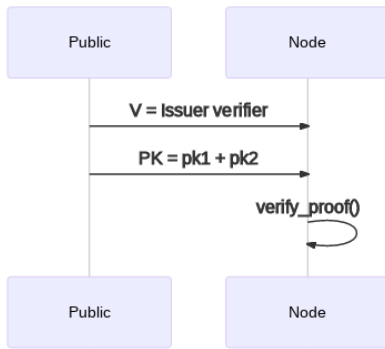 Public
Node
V = Issuer verifier
PK = pk1 + pk2
verify_proof()
Public
Node